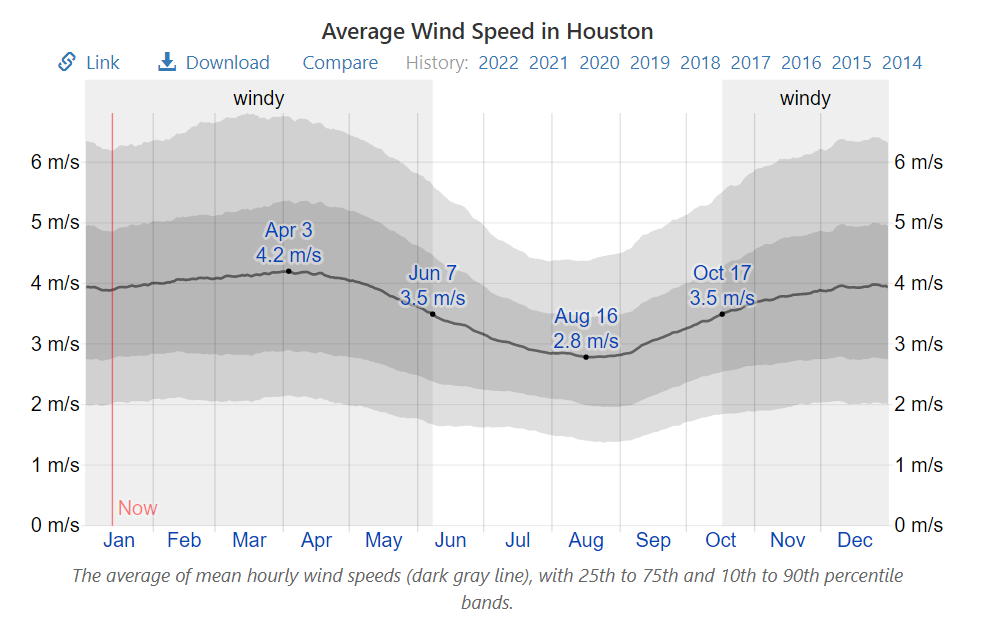 Average Wind Speed in Houston
Link Download Compare History: 2022 2021 2020 2019 2018 2017 2016 2015 2014
windy windy
6 m/s 6 m/s
5 m/s 5 m/s
Apr 3
4.2 m/s
4 m/s 4 m/s
Jun 7 Oct 17
3.5 m/s 3.5 m/s
Aug 16
2.8 m/s
3 m/s 3 m/s
2 m/s 2 m/s
1 m/s 1 m/s
Now
0 m/s 0 m/s
Jan Feb Mar Apr May Jun Jul Aug Sep Oct Nov Dec
The average of mean hourly wind speeds (dark gray line), with 25th to 75th and 10th to 90th percentile
bands.